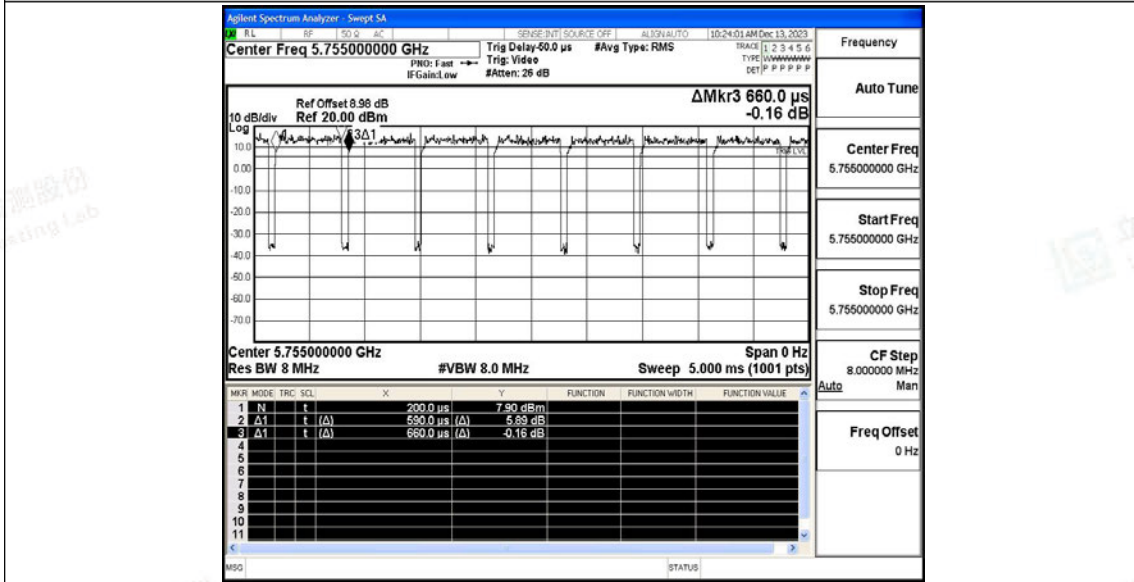 Agilent Spectrum Analyzer - Swept SA
RL RF 50 Ω AC SENSE:INT SOURCE OFF ALIGN AUTO 10:24:01 AM Dec 13, 2023
Center Freq 5.755000000 GHz Trig Delay-50.0 µs #Avg Type: RMS TRACE 1 2 3 4 5 6
PNO: Fast Trig: Video TYPE WWWWWW
IFGain:Low #Atten: 26 dB DET P P P P P P
Frequency
Auto Tune
Center Freq
5.755000000 GHz
Start Freq
5.755000000 GHz
Stop Freq
5.755000000 GHz
CF Step
8.000000 MHz
Auto Man
Freq Offset
0 Hz
ΔMkr3 660.0 µs
-0.16 dB
Ref Offset 8.98 dB
10 dB/div Ref 20.00 dBm
Log
3Δ1
10.0
TRIG LVL
0.00
-10.0
-20.0
-30.0
-40.0
-50.0
-60.0
-70.0
Center 5.755000000 GHz Span 0 Hz
Res BW 8 MHz #VBW 8.0 MHz Sweep 5.000 ms (1001 pts)
MKR MODE TRC SCL X Y FUNCTION FUNCTION WIDTH FUNCTION VALUE
1 N t 200.0 µs 7.90 dBm
2 Δ1 t (Δ) 590.0 µs (Δ) 5.89 dB
3 Δ1 t (Δ) 660.0 µs (Δ) -0.16 dB
4
5
6
7
8
9
10
11
MSG STATUS